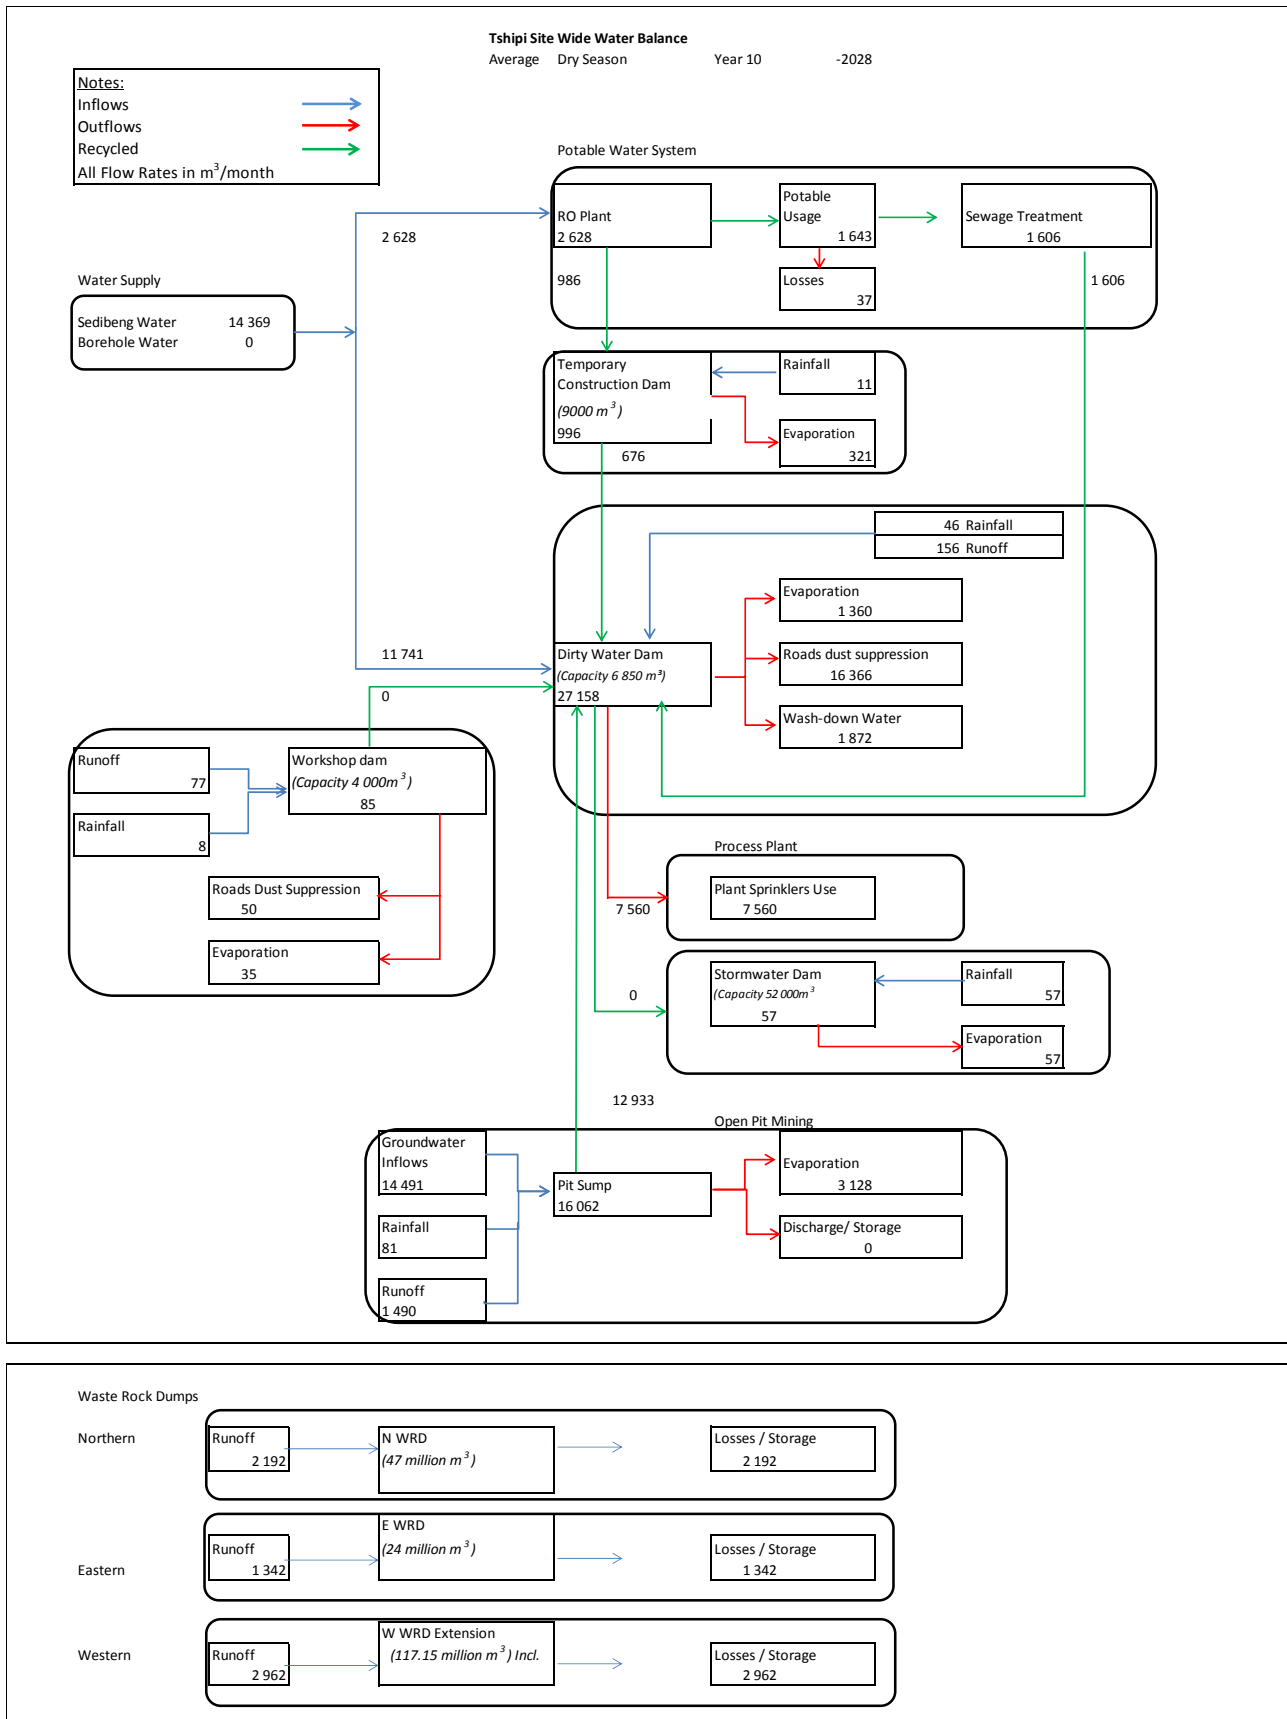 Tshipi Site Wide Water Balance
Average Dry Season Year 10 -2028
Notes:
Inflows
Outflows
Recycled
All Flow Rates in m³/month
Potable Water System
RO Plant
2 628
Potable
Usage
1 643
Sewage Treatment
1 606
2 628
986
Losses
37
1 606
Water Supply
Sedibeng Water 14 369
Borehole Water 0
Temporary
Construction Dam
(9000 m³)
996
Rainfall
11
Evaporation
321
676
46 Rainfall
156 Runoff
Evaporation
1 360
11 741
Dirty Water Dam
(Capacity 6 850 m³)
27 158
Roads dust suppression
16 366
0
Wash-down Water
1 872
Runoff
77
Workshop dam
(Capacity 4 000m³)
85
Rainfall
8
Roads Dust Suppression
50
Evaporation
35
Process Plant
7 560
Plant Sprinklers Use
7 560
0
Stormwater Dam
(Capacity 52 000m³
57
Rainfall
57
Evaporation
57
12 933
Open Pit Mining
Groundwater
Inflows
14 491
Pit Sump
16 062
Evaporation
3 128
Rainfall
81
Discharge/ Storage
0
Runoff
1 490
Waste Rock Dumps
Northern
Runoff
2 192
N WRD
(47 million m³)
Losses / Storage
2 192
Eastern
Runoff
1 342
E WRD
(24 million m³)
Losses / Storage
1 342
Western
Runoff
2 962
W WRD Extension
(117.15 million m³) Incl.
Losses / Storage
2 962